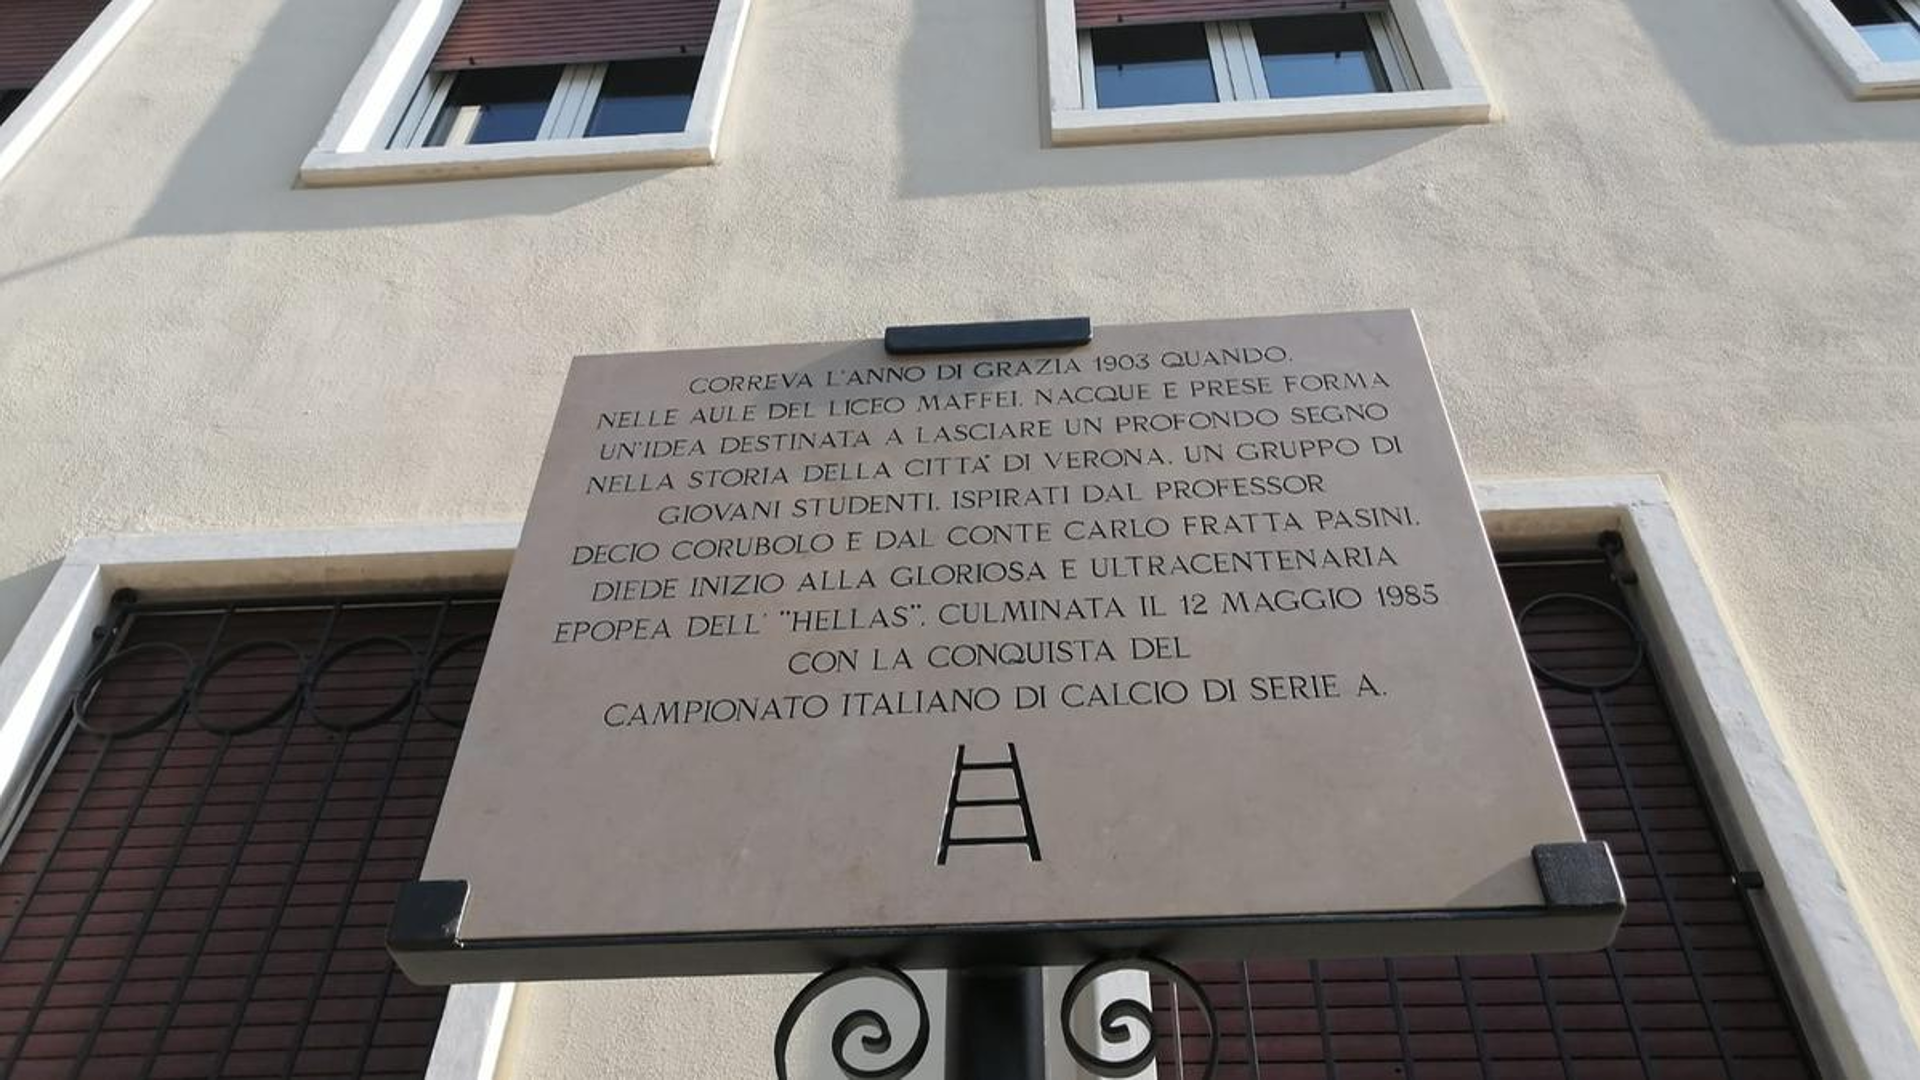 CORREVA L'ANNO DI GRAZIA 1903 QUANDO,
NELLE AULE DEL LICEO MAFFEI, NACQUE E PRESE FORMA
UN'IDEA DESTINATA A LASCIARE UN PROFONDO SEGNO
NELLA STORIA DELLA CITTA' DI VERONA. UN GRUPPO DI
GIOVANI STUDENTI, ISPIRATI DAL PROFESSOR
DECIO CORUBOLO E DAL CONTE CARLO FRATTA PASINI,
DIEDE INIZIO ALLA GLORIOSA E ULTRACENTENARIA
EPOPEA DELL' "HELLAS", CULMINATA IL 12 MAGGIO 1985
CON LA CONQUISTA DEL
CAMPIONATO ITALIANO DI CALCIO DI SERIE A.